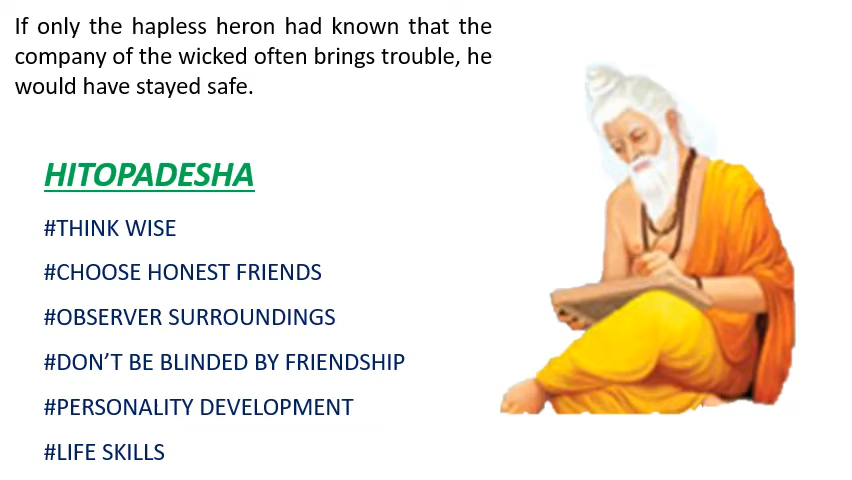 If only the hapless heron had known that the
company of the wicked often brings trouble, he
would have stayed safe.
HITOPADESHA
#THINK WISE
#CHOOSE HONEST FRIENDS
#OBSERVER SURROUNDINGS
#DON’T BE BLINDED BY FRIENDSHIP
#PERSONALITY DEVELOPMENT
#LIFE SKILLS